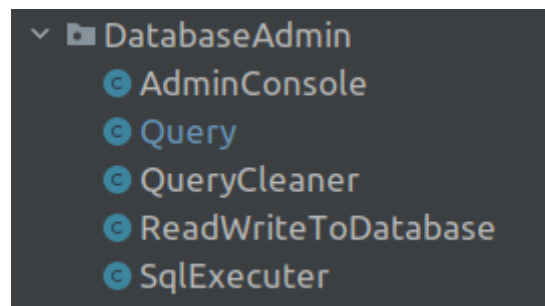 DatabaseAdmin
C AdminConsole
C Query
C QueryCleaner
C ReadWriteToDatabase
C SqlExecuter